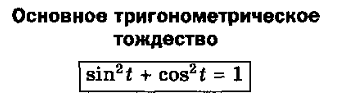 Основное тригонометрическое
тождество
sin²t + cos²t = 1